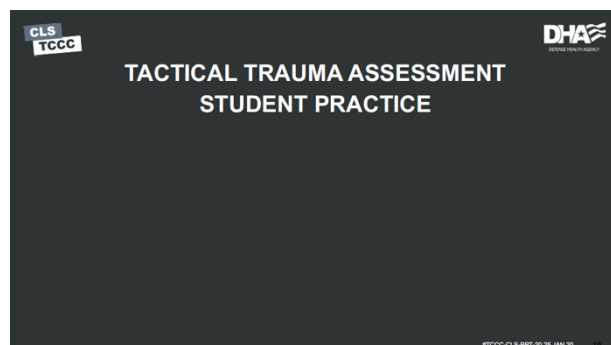 CLS
TCCC
DHA
DEFENSE HEALTH AGENCY
TACTICAL TRAUMA ASSESSMENT
STUDENT PRACTICE